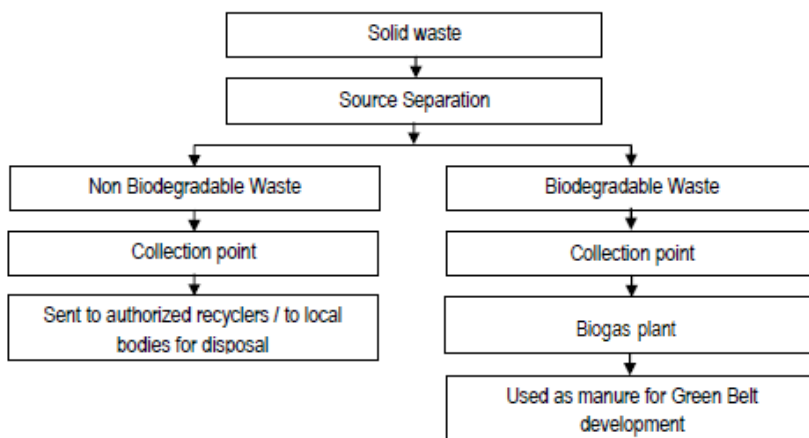 Solid waste
Source Separation
Non Biodegradable Waste
Biodegradable Waste
Collection point
Collection point
Sent to authorized recyclers / to local
bodies for disposal
Biogas plant
Used as manure for Green Belt
development